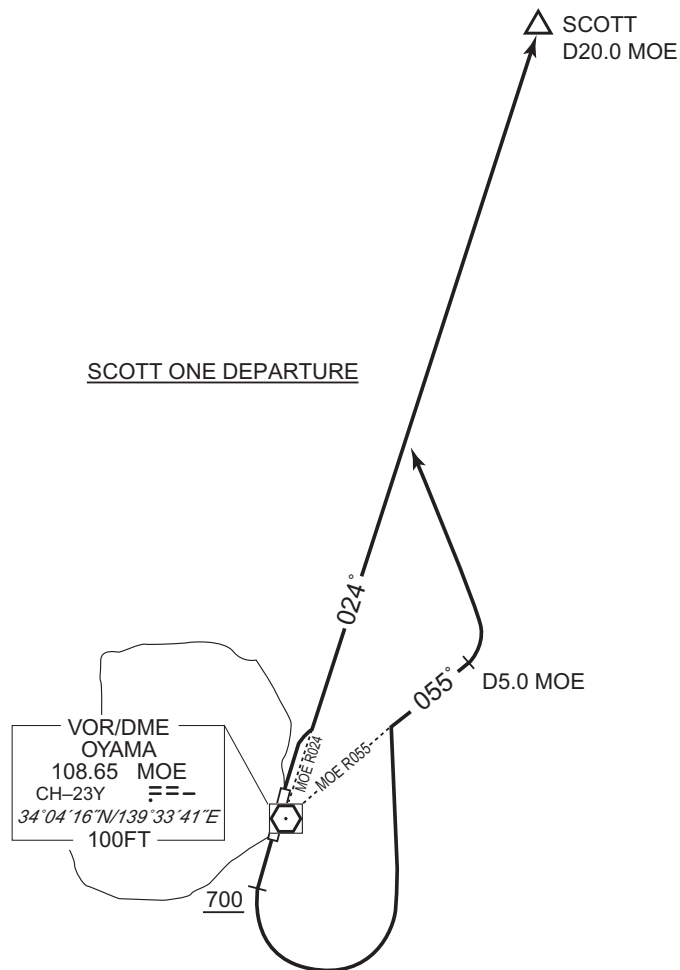 SCOTT
D20.0 MOE
SCOTT ONE DEPARTURE
024°
055°
D5.0 MOE
MOE R024
MOE R055
VOR/DME
OYAMA
108.65 MOE
CH–23Y
34°04´16˝N/139°33´41˝E
100FT
700